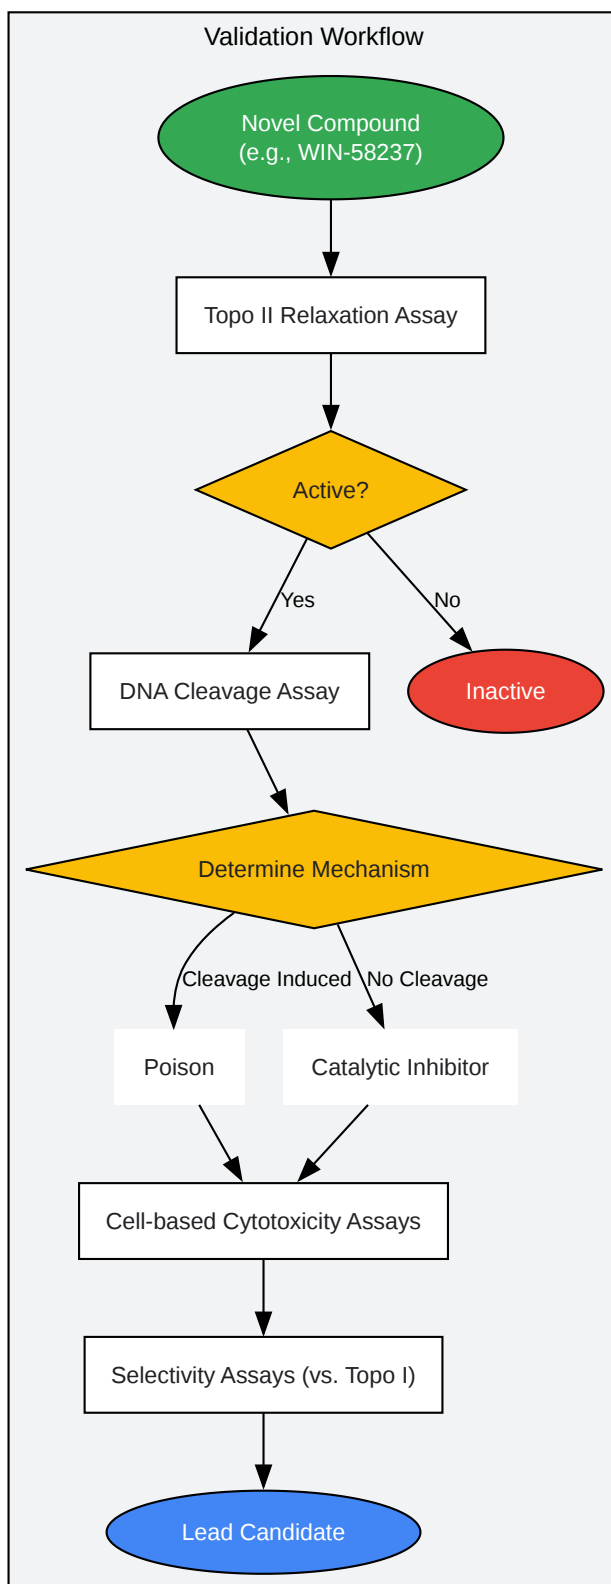 Validation Workflow
Novel Compound
(e.g., WIN-58237)
Topo II Relaxation Assay
Active?
Yes
No
DNA Cleavage Assay
Inactive
Determine Mechanism
Cleavage Induced
No Cleavage
Poison
Catalytic Inhibitor
Cell-based Cytotoxicity Assays
Selectivity Assays (vs. Topo I)
Lead Candidate